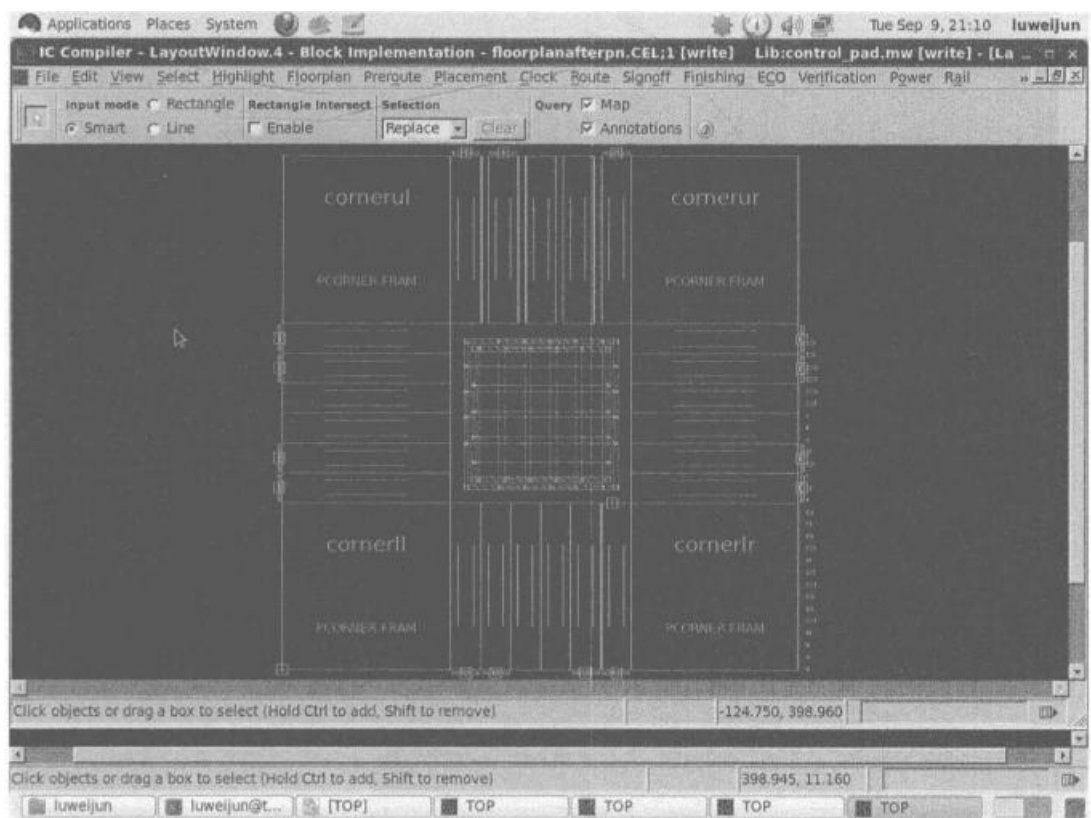 Applications Places System Tue Sep 9, 21:10 luweijun
IC Compiler - LayoutWindow.4 - Block Implementation - floorplanafterpn.CEL;1 [write] Lib:control_pad.mw [write] - [La
File Edit View Select Highlight Floorplan Preroute Placement Clock Route Signoff Finishing ECO Verification Power Rail »
Input mode Rectangle Rectangle Intersect Selection Query Map
Smart Line Enable Replace Clear Annotations
cornerul cornerur
PCORNER.FRAM PCORNER.FRAM
cornerll cornerlr
PCORNER.FRAM PCORNER.FRAM
Click objects or drag a box to select (Hold Ctrl to add, Shift to remove) -124.750, 398.960
Click objects or drag a box to select (Hold Ctrl to add, Shift to remove) 398.945, 11.160
luweijun luweijun@t... [TOP] TOP TOP TOP TOP